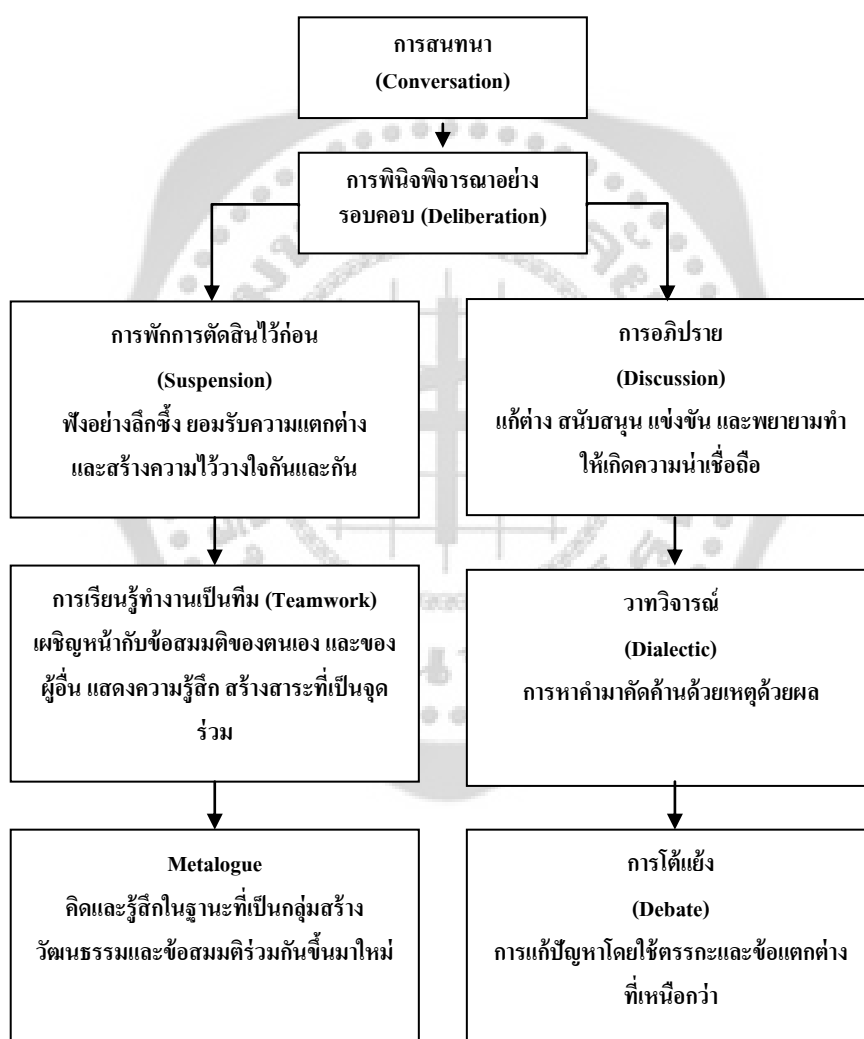 การสนทนา
(Conversation)
การพินิจพิจารณาอย่าง
รอบคอบ (Deliberation)
การพักการตัดสินไว้ก่อน
(Suspension)
ฟังอย่างลึกซึ้ง ยอมรับความแตกต่าง
และสร้างความไว้วางใจกันและกัน
การอภิปราย
(Discussion)
แก้ต่าง สนับสนุน แข่งขัน และพยายามทำ
ให้เกิดความน่าเชื่อถือ
การเรียนรู้ทำงานเป็นทีม (Teamwork)
เผชิญหน้ากับข้อสมมติของตนเอง และของ
ผู้อื่น แสดงความรู้สึก สร้างสาระที่เป็นจุด
ร่วม
วาทวิจารณ์
(Dialectic)
การหาคำมาคัดค้านด้วยเหตุด้วยผล
Metalogue
คิดและรู้สึกในฐานะที่เป็นกลุ่มสร้าง
วัฒนธรรมและข้อสมมติร่วมกันขึ้นมาใหม่
การโต้แย้ง
(Debate)
การแก้ปัญหาโดยใช้ตรรกะและข้อแตกต่าง
ที่เหนือกว่า